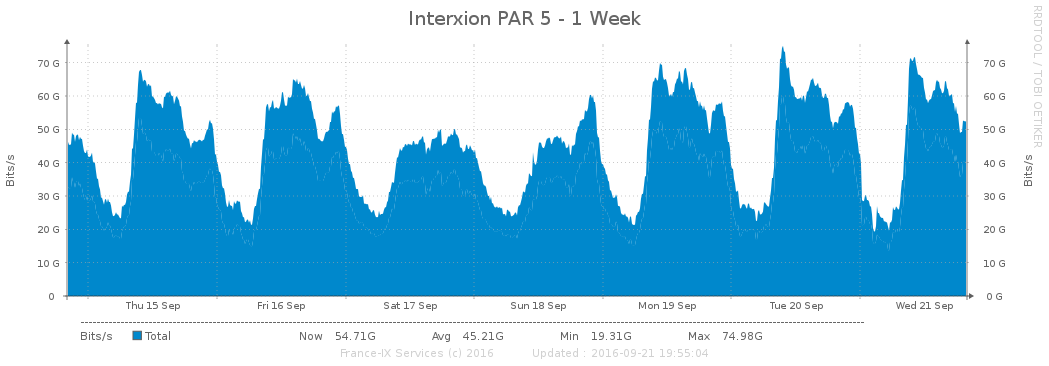 Interxion PAR 5 - 1 Week
RRDTOOL / TOBI OETIKER
Bits/s
70 G 70 G
60 G 60 G
50 G 50 G
40 G 40 G
30 G 30 G
20 G 20 G
10 G 10 G
0 0 G
Bits/s
Thu 15 Sep Fri 16 Sep Sat 17 Sep Sun 18 Sep Mon 19 Sep Tue 20 Sep Wed 21 Sep
Bits/s Total Now 54.71G Avg 45.21G Min 19.31G Max 74.98G
France-IX Services (c) 2016 Updated : 2016-09-21 19:55:04